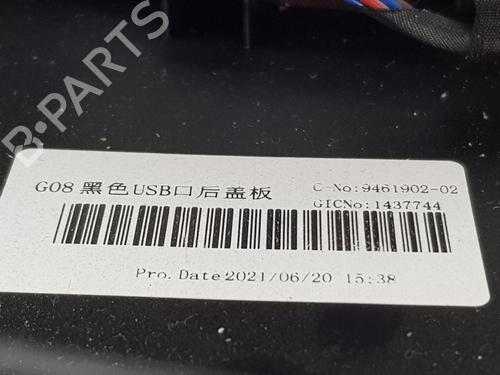 B-PARTS
G08 黑色USB口后盖板
C-No:9461902-02
GICNo:1437744
Pro. Date2021/06/20 15:38